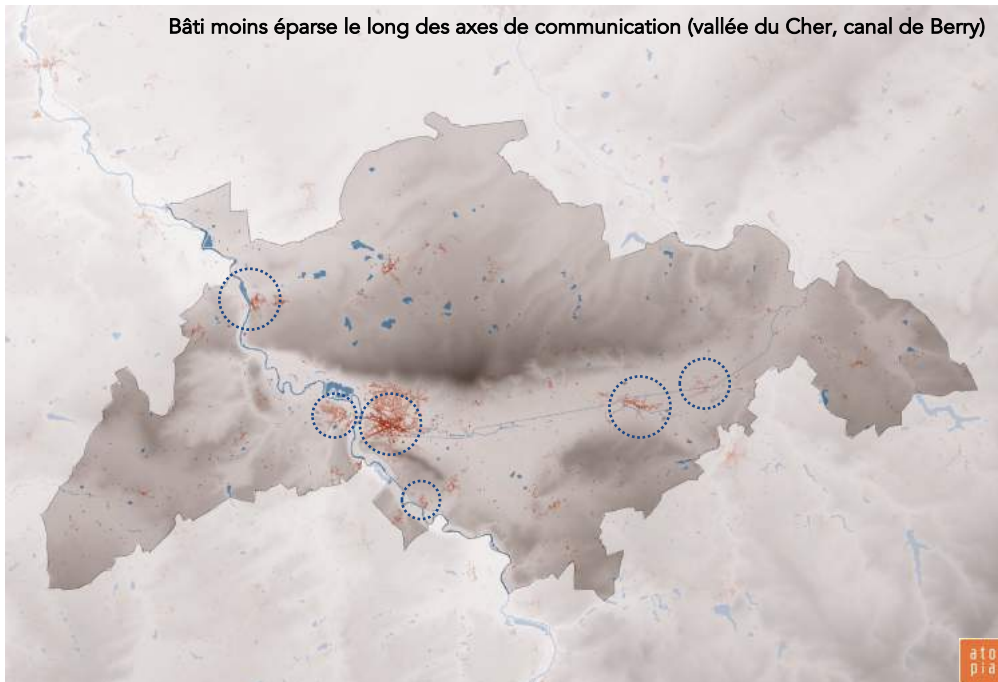 Bâti moins éparse le long des axes de communication (vallée du Cher, canal de Berry)
ato
pia